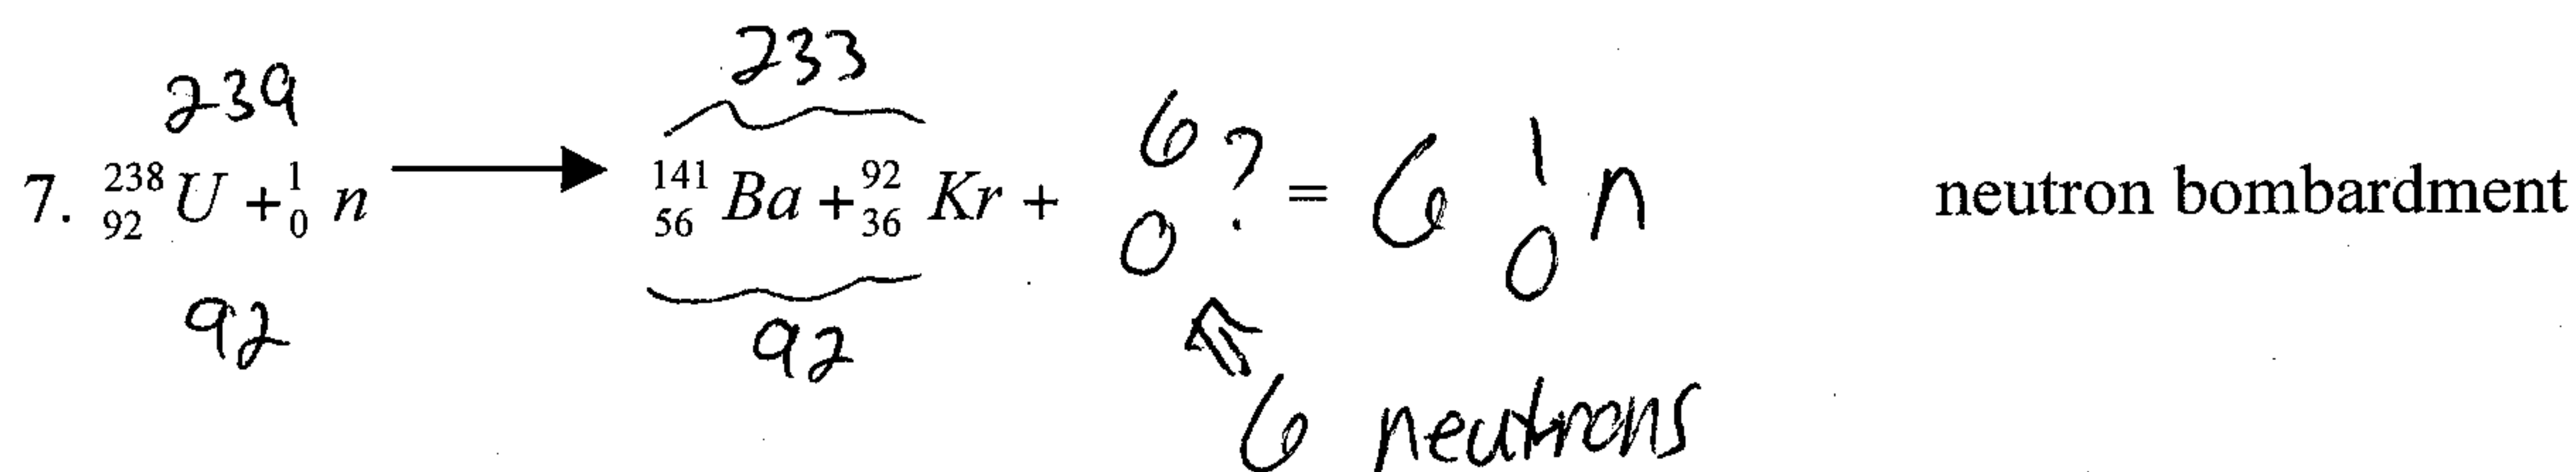 233
239
7. ²³⁸₉₂U + ¹₀n ⟶ ¹⁴¹₅₆Ba + ⁹²₃₆Kr + ⁶₀? = 6 ¹₀n neutron bombardment
92 92
⇑
6 neutrons